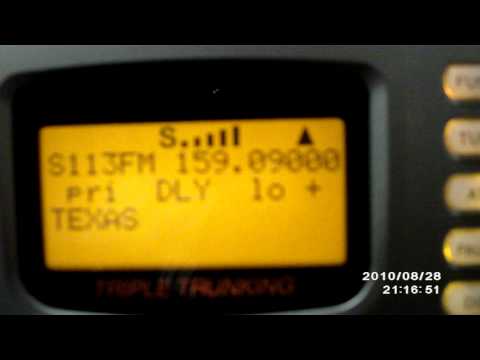 S
S113FM 159.09000
pri DLY lo +
TEXAS
TRIPLE TRUNKING
2010/08/28
21:16:51